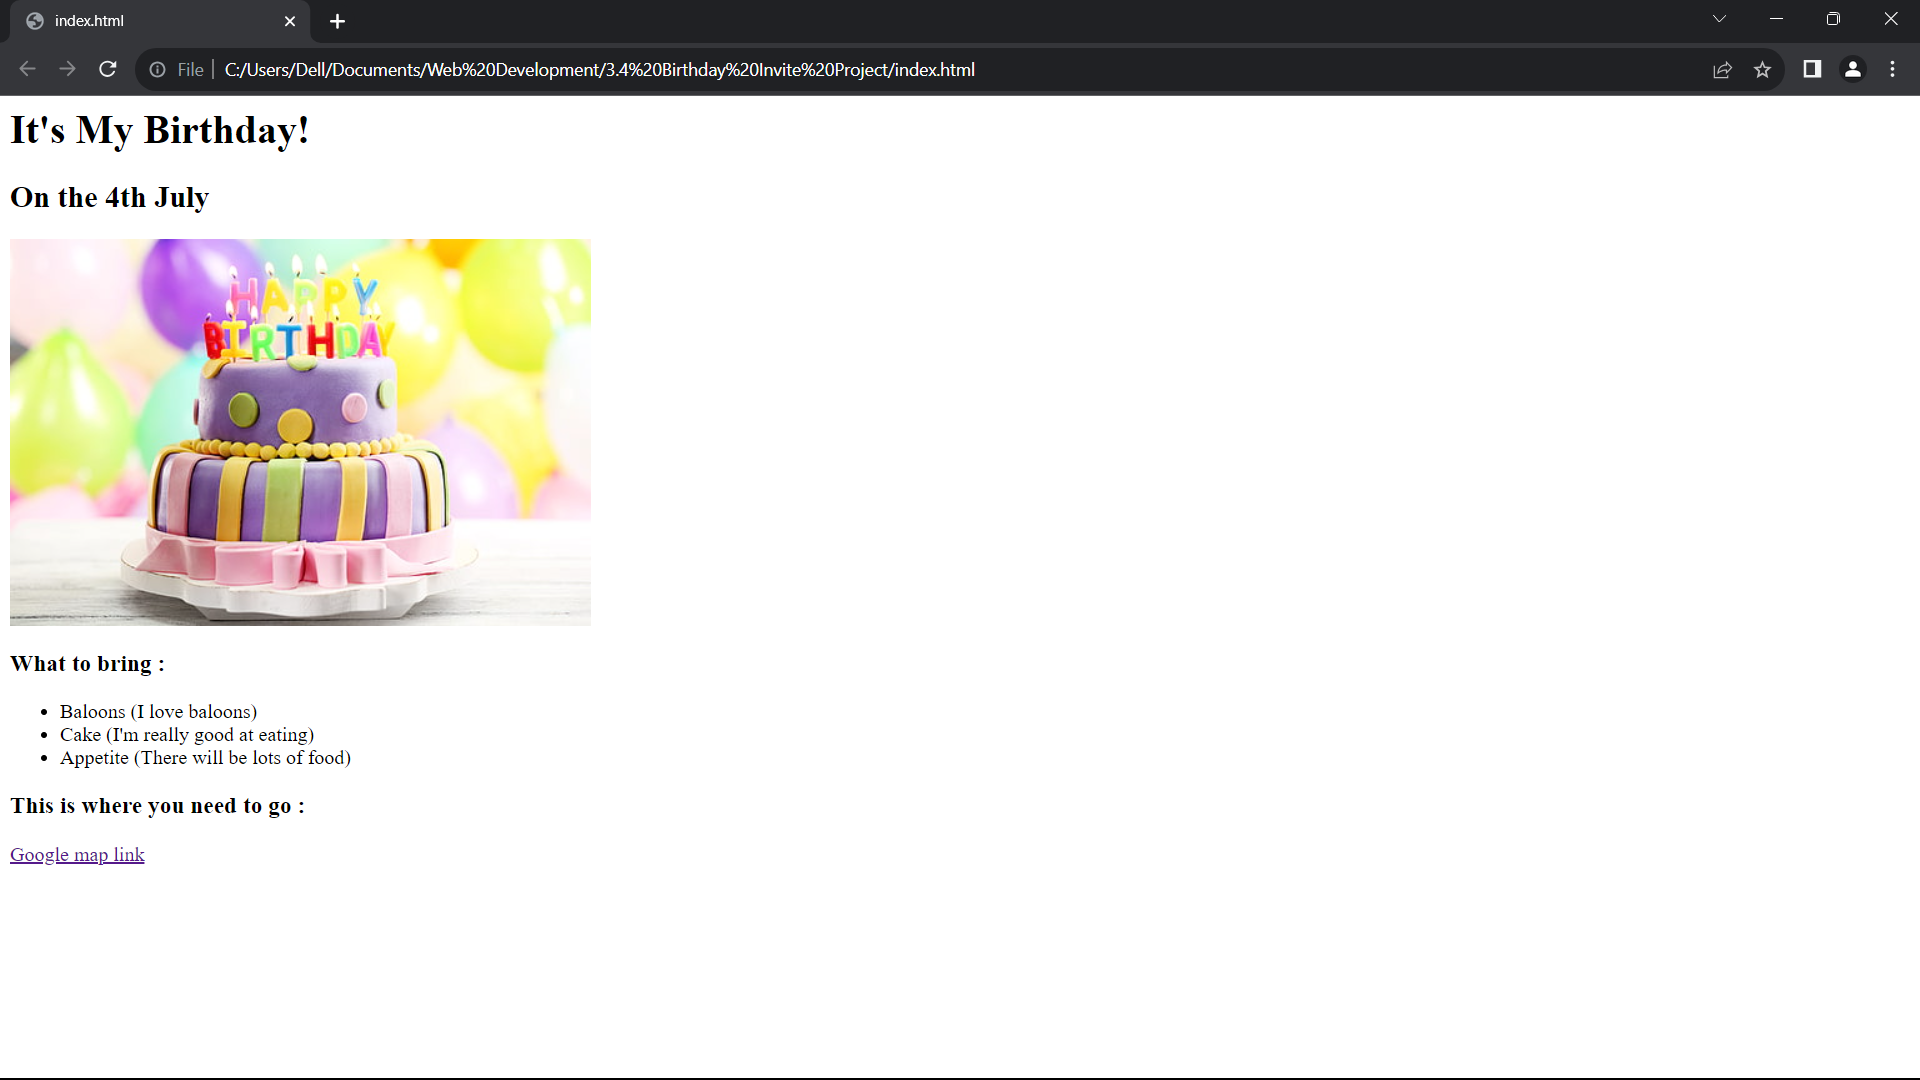 index.html
File
C:/Users/Dell/Documents/Web%20Development/3.4%20Birthday%20Invite%20Project/index.html
It's My Birthday!
On the 4th July
HAPPY
BIRTHDAY
What to bring :
Baloons (I love baloons)
Cake (I'm really good at eating)
Appetite (There will be lots of food)
This is where you need to go :
Google map link